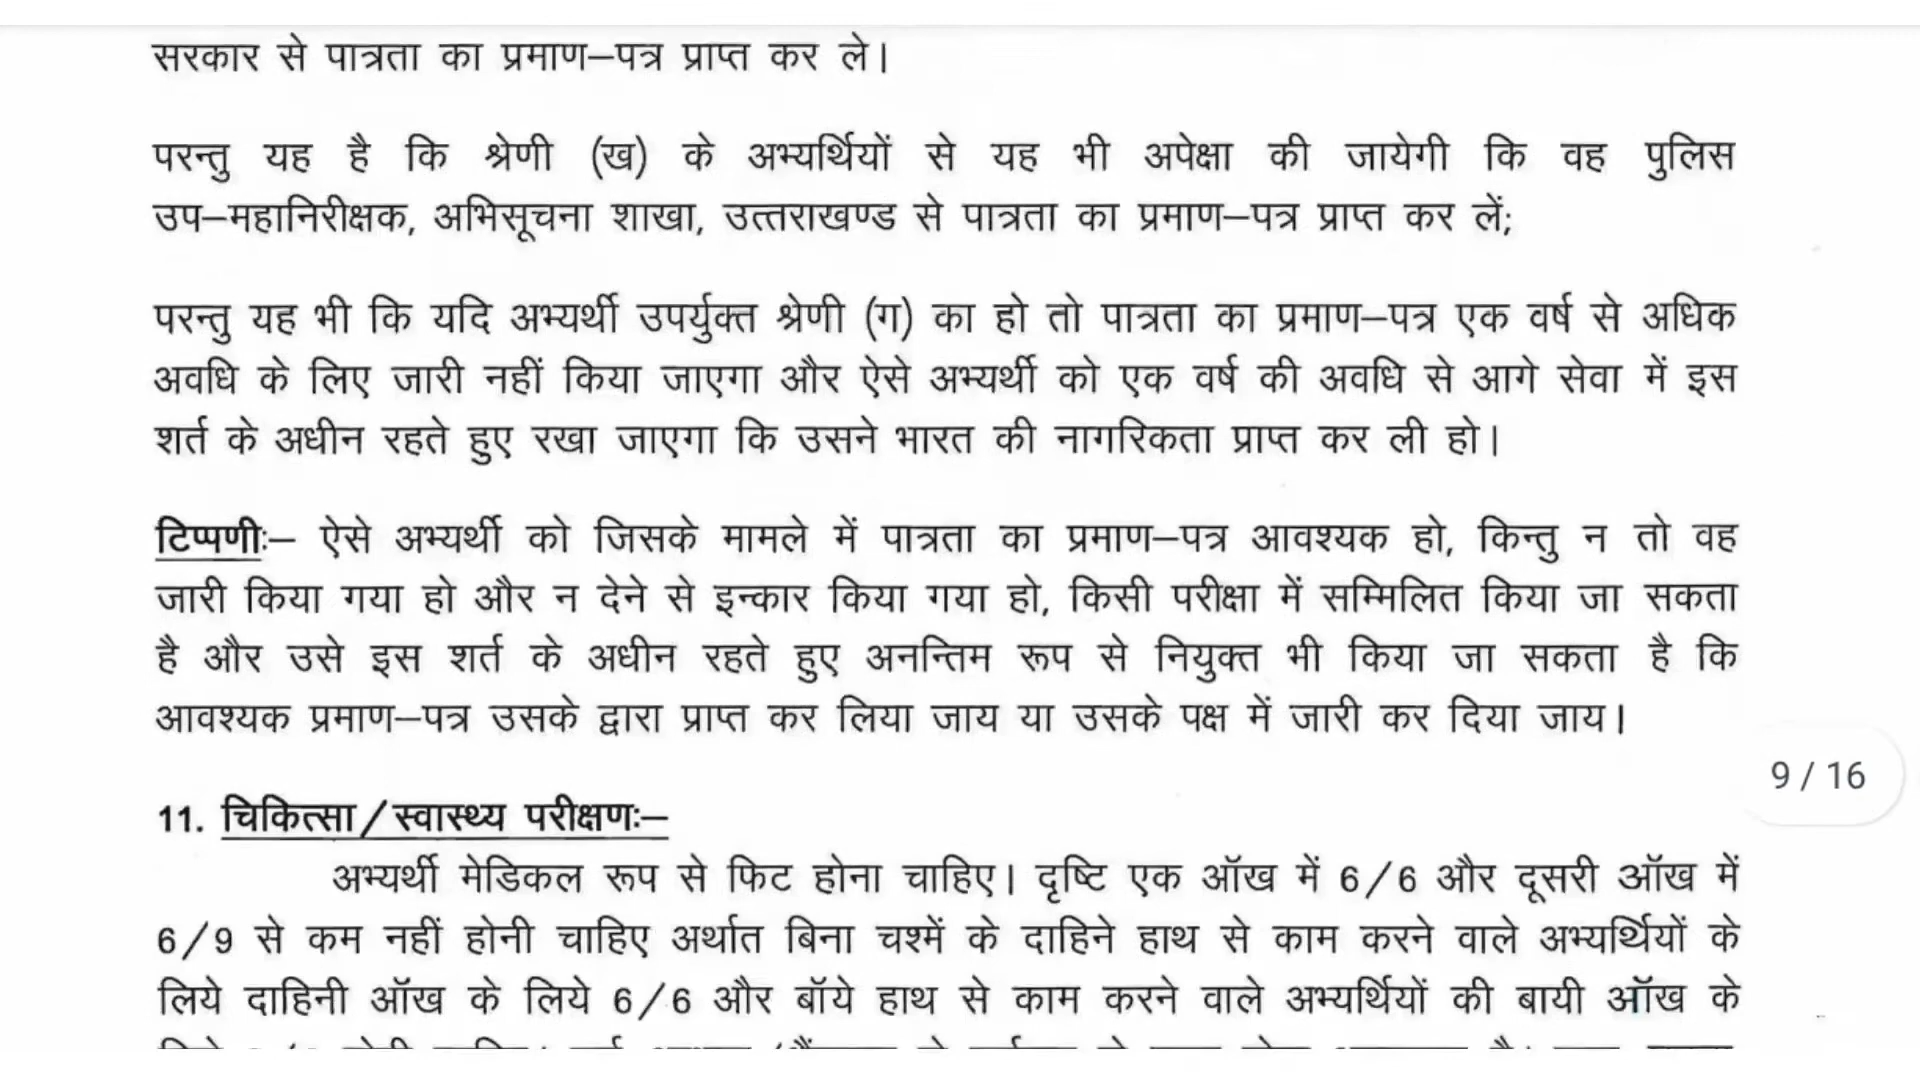 सरकार से पात्रता का प्रमाण–पत्र प्राप्त कर ले।
परन्तु यह है कि श्रेणी (ख) के अभ्यर्थियों से यह भी अपेक्षा की जायेगी कि वह पुलिस
उप–महानिरीक्षक, अभिसूचना शाखा, उत्तराखण्ड से पात्रता का प्रमाण–पत्र प्राप्त कर लें;
परन्तु यह भी कि यदि अभ्यर्थी उपर्युक्त श्रेणी (ग) का हो तो पात्रता का प्रमाण–पत्र एक वर्ष से अधिक
अवधि के लिए जारी नहीं किया जाएगा और ऐसे अभ्यर्थी को एक वर्ष की अवधि से आगे सेवा में इस
शर्त के अधीन रहते हुए रखा जाएगा कि उसने भारत की नागरिकता प्राप्त कर ली हो।
टिप्पणीः– ऐसे अभ्यर्थी को जिसके मामले में पात्रता का प्रमाण–पत्र आवश्यक हो, किन्तु न तो वह
जारी किया गया हो और न देने से इन्कार किया गया हो, किसी परीक्षा में सम्मिलित किया जा सकता
है और उसे इस शर्त के अधीन रहते हुए अनन्तिम रूप से नियुक्त भी किया जा सकता है कि
आवश्यक प्रमाण–पत्र उसके द्वारा प्राप्त कर लिया जाय या उसके पक्ष में जारी कर दिया जाय।
9 / 16
11. चिकित्सा/स्वास्थ्य परीक्षणः–
अभ्यर्थी मेडिकल रूप से फिट होना चाहिए। दृष्टि एक ऑख में 6/6 और दूसरी ऑख में
6/9 से कम नहीं होनी चाहिए अर्थात बिना चश्में के दाहिने हाथ से काम करने वाले अभ्यर्थियों के
लिये दाहिनी ऑख के लिये 6/6 और बॉये हाथ से काम करने वाले अभ्यर्थियों की बायी ऑख के